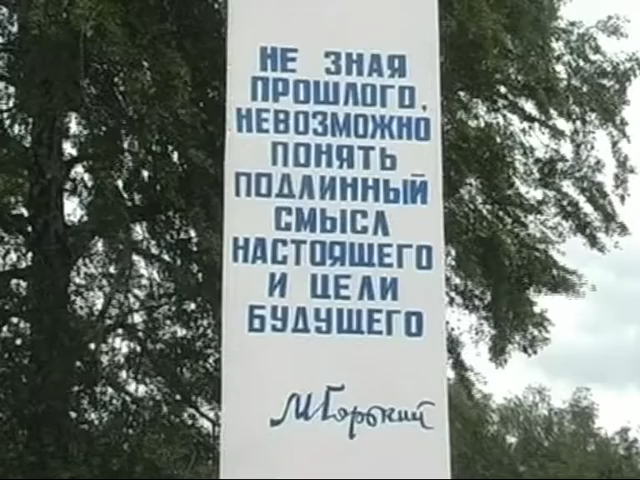 НЕ ЗНАЯ
ПРОШЛОГО,
НЕВОЗМОЖНО
ПОНЯТЬ
ПОДЛИННЫЙ
СМЫСЛ
НАСТОЯЩЕГО
И ЦЕЛИ
БУДУЩЕГО
М Горький